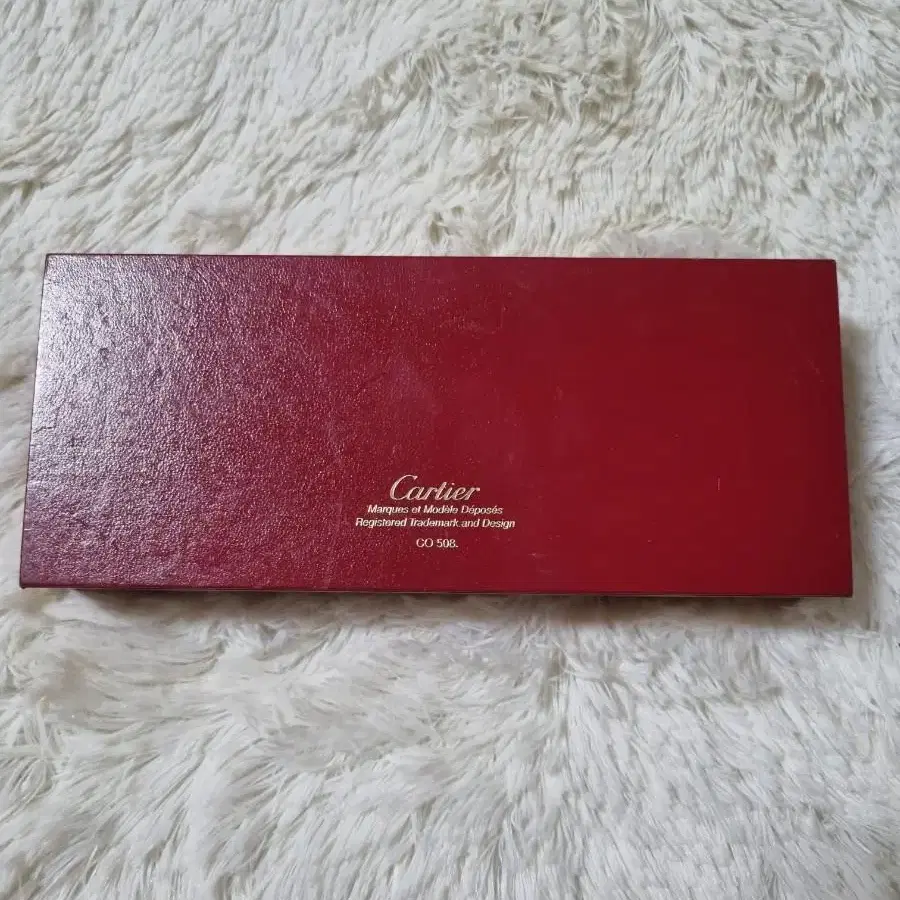 Cartier
Marques et Modèle Déposés
Registered Trademark and Design
CO 508.